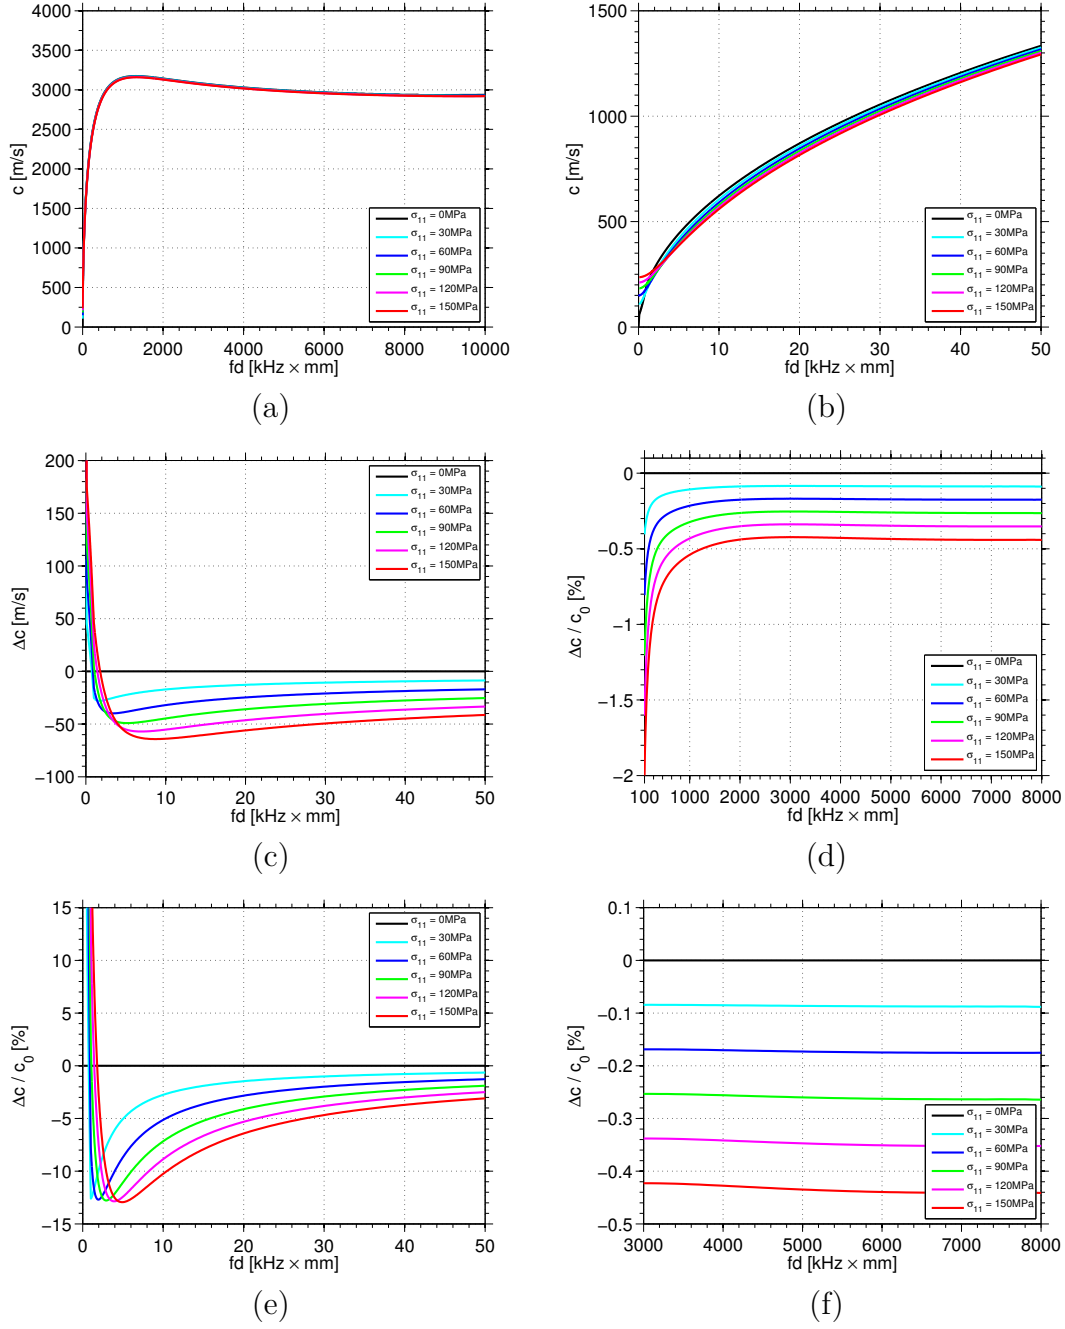 4000
3500
3000
2500
2000
1500
1000
500
0
c [m/s]
σ11 = 0MPa
σ11 = 30MPa
σ11 = 60MPa
σ11 = 90MPa
σ11 = 120MPa
σ11 = 150MPa
0 2000 4000 6000 8000 10000
fd [kHz × mm]
(a)
1500
1000
500
0
c [m/s]
σ11 = 0MPa
σ11 = 30MPa
σ11 = 60MPa
σ11 = 90MPa
σ11 = 120MPa
σ11 = 150MPa
0 10 20 30 40 50
fd [kHz × mm]
(b)
200
150
100
50
0
−50
−100
Δc [m/s]
σ11 = 0MPa
σ11 = 30MPa
σ11 = 60MPa
σ11 = 90MPa
σ11 = 120MPa
σ11 = 150MPa
0 10 20 30 40 50
fd [kHz × mm]
(c)
0
−0.5
−1
−1.5
−2
Δc / c0 [%]
σ11 = 0MPa
σ11 = 30MPa
σ11 = 60MPa
σ11 = 90MPa
σ11 = 120MPa
σ11 = 150MPa
100 1000 2000 3000 4000 5000 6000 7000 8000
fd [kHz × mm]
(d)
15
10
5
0
−5
−10
−15
Δc / c0 [%]
σ11 = 0MPa
σ11 = 30MPa
σ11 = 60MPa
σ11 = 90MPa
σ11 = 120MPa
σ11 = 150MPa
0 10 20 30 40 50
fd [kHz × mm]
(e)
0.1
0
−0.1
−0.2
−0.3
−0.4
−0.5
Δc / c0 [%]
σ11 = 0MPa
σ11 = 30MPa
σ11 = 60MPa
σ11 = 90MPa
σ11 = 120MPa
σ11 = 150MPa
3000 4000 5000 6000 7000 8000
fd [kHz × mm]
(f)